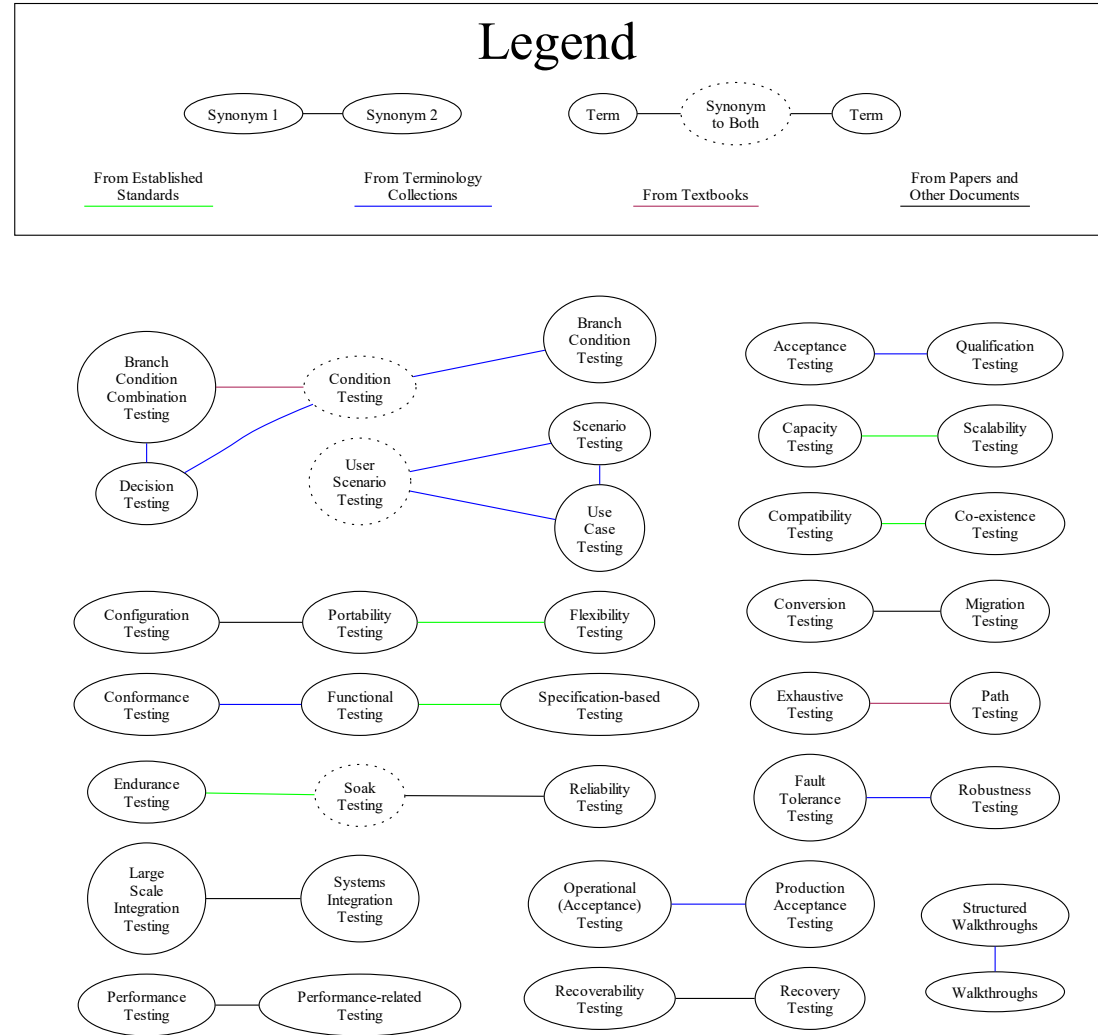 Legend
Synonym 1
Synonym 2
Term
Synonym
to Both
Term
From Established
Standards
From Terminology
Collections
From Textbooks
From Papers and
Other Documents
Branch
Condition
Combination
Testing
Condition
Testing
Branch
Condition
Testing
Decision
Testing
User
Scenario
Testing
Scenario
Testing
Use
Case
Testing
Acceptance
Testing
Qualification
Testing
Capacity
Testing
Scalability
Testing
Compatibility
Testing
Co-existence
Testing
Configuration
Testing
Portability
Testing
Flexibility
Testing
Conversion
Testing
Migration
Testing
Conformance
Testing
Functional
Testing
Specification-based
Testing
Exhaustive
Testing
Path
Testing
Endurance
Testing
Soak
Testing
Reliability
Testing
Fault
Tolerance
Testing
Robustness
Testing
Large
Scale
Integration
Testing
Systems
Integration
Testing
Operational
(Acceptance)
Testing
Production
Acceptance
Testing
Structured
Walkthroughs
Walkthroughs
Performance
Testing
Performance-related
Testing
Recoverability
Testing
Recovery
Testing